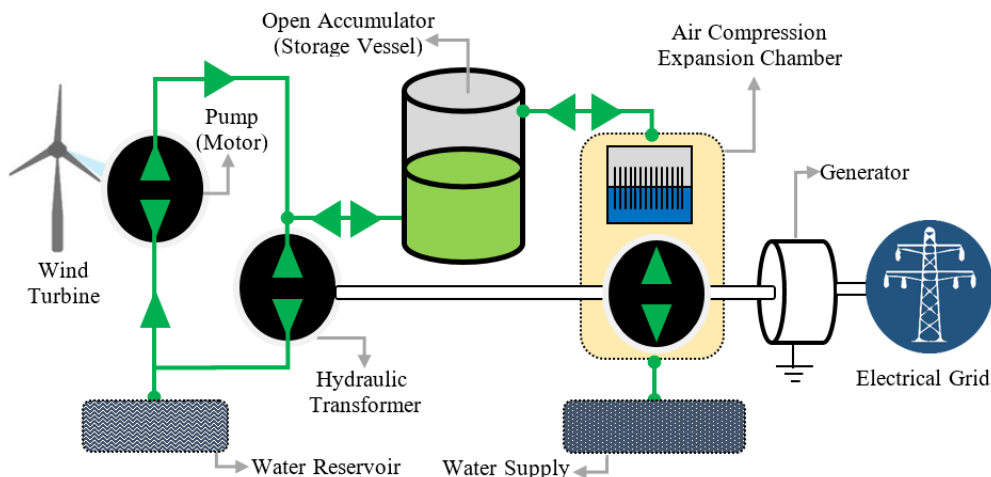 Open Accumulator
(Storage Vessel)
Air Compression
Expansion Chamber
Pump
(Motor)
Generator
Wind
Turbine
Hydraulic
Transformer
Electrical Grid
Water Reservoir
Water Supply